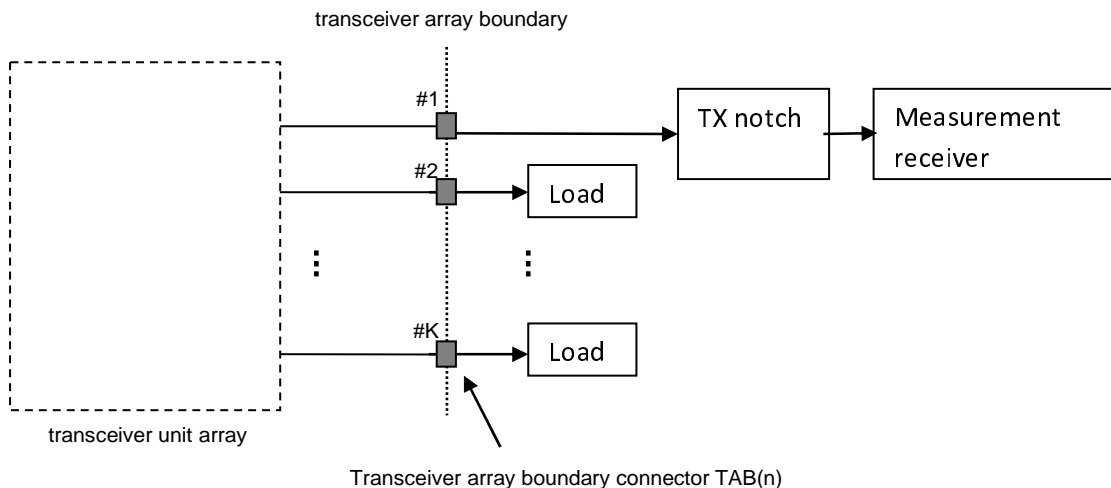 transceiver array boundary
#1
TX notch
Measurement
receiver
#2
Load
#K
Load
transceiver unit array
Transceiver array boundary connector TAB(n)